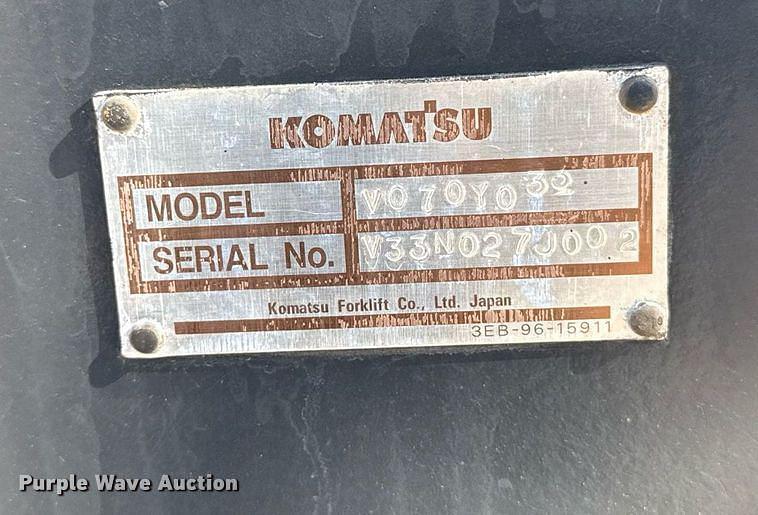 KOMATSU
MODEL V070Y032
SERIAL No. V33N027J002
Komatsu Forklift Co., Ltd. Japan
3EB-96-15911
Purple Wave Auction